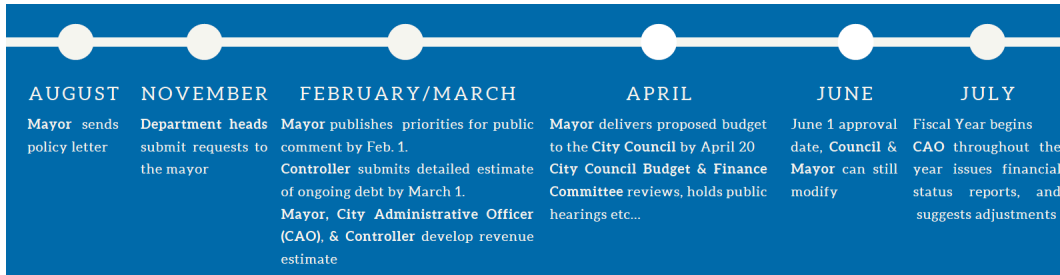 AUGUST
Mayor sends
policy letter
NOVEMBER
Department heads
submit requests to
the mayor
FEBRUARY/MARCH
Mayor publishes priorities for public
comment by Feb. 1.
Controller submits detailed estimate
of ongoing debt by March 1.
Mayor, City Administrative Officer
(CAO), & Controller develop revenue
estimate
APRIL
Mayor delivers proposed budget
to the City Council by April 20
City Council Budget & Finance
Committee reviews, holds public
hearings etc...
JUNE
June 1 approval
date, Council &
Mayor can still
modify
JULY
Fiscal Year begins
CAO throughout the
year issues financial
status reports, and
suggests adjustments